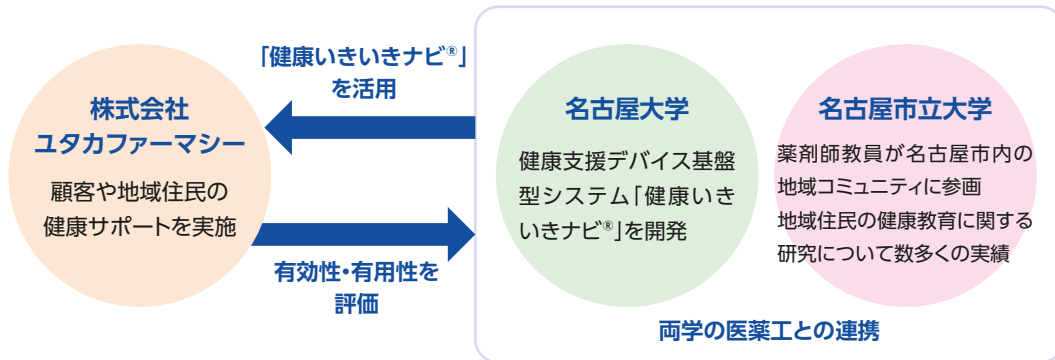 「健康いきいきナビ®」
を活用
株式会社
ユタカファーマシー
顧客や地域住民の
健康サポートを実施
有効性・有用性を
評価
名古屋大学
健康支援デバイス基盤
型システム「健康いき
いきナビ®」を開発
名古屋市立大学
薬剤師教員が名古屋市内の
地域コミュニティに参画
地域住民の健康教育に関する
研究について数多くの実績
両学の医薬工との連携